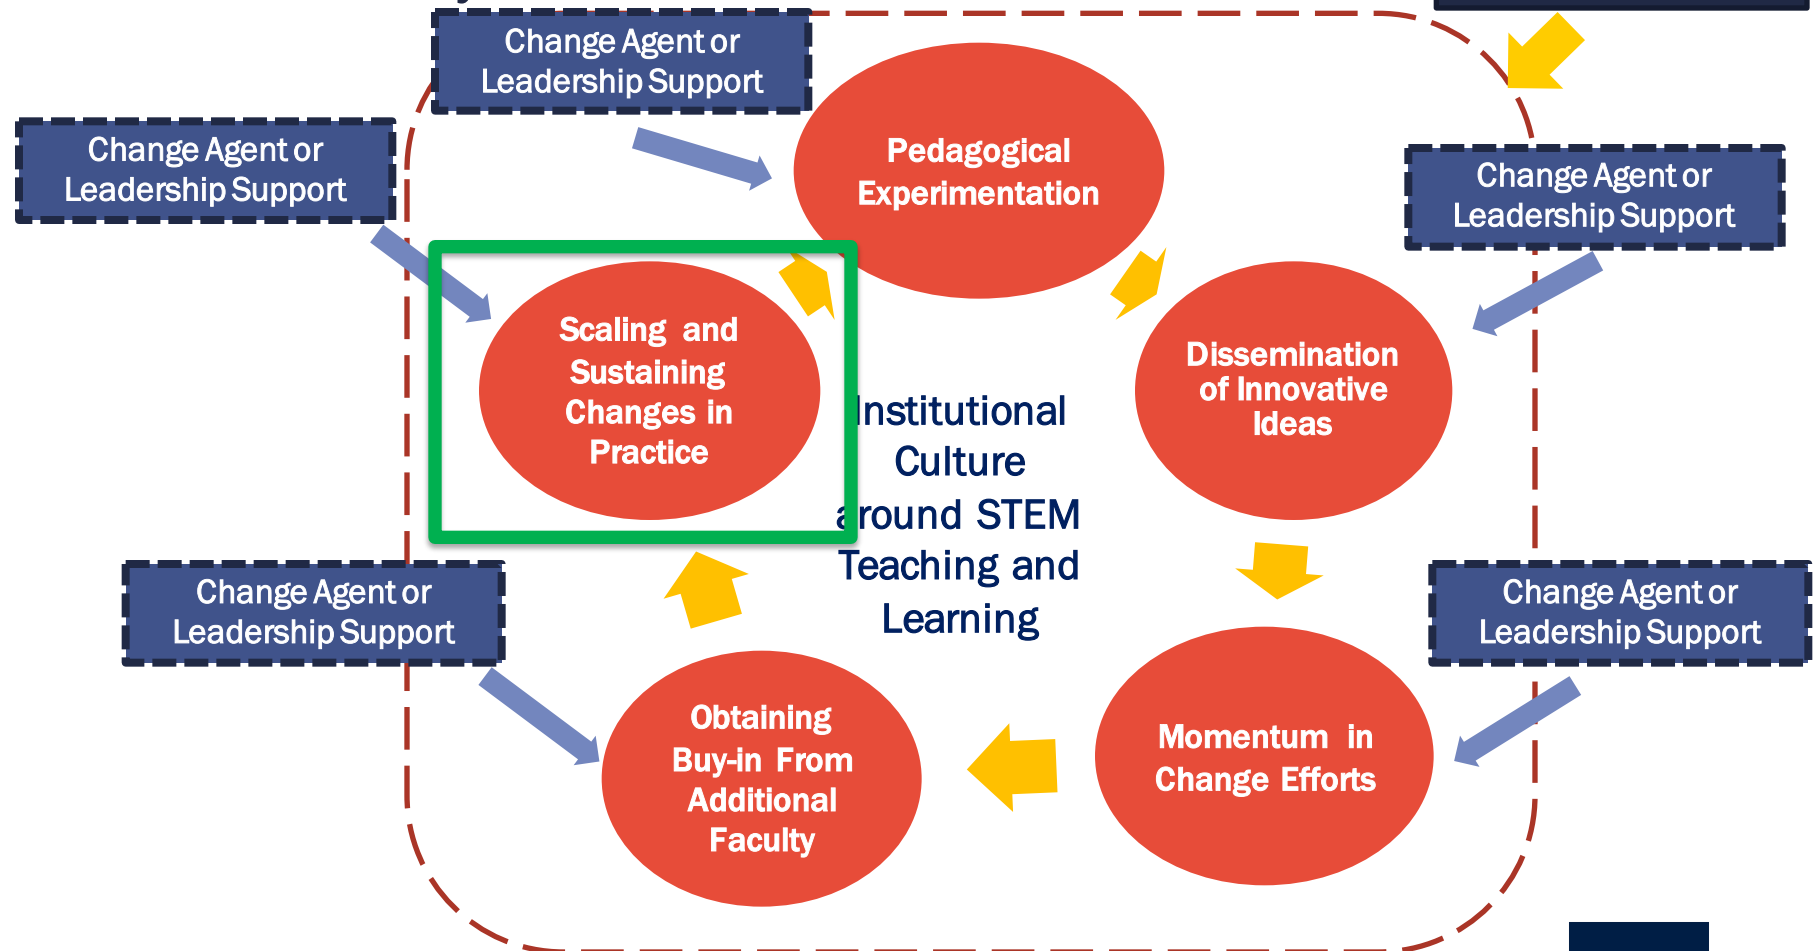 Change Agent or
Leadership Support
Pedagogical
Experimentation
Change Agent or
Leadership Support
Change Agent or
Leadership Support
Scaling and
Sustaining
Changes in
Practice
Dissemination
of Innovative
Ideas
Institutional
Culture
around STEM
Teaching and
Learning
Change Agent or
Leadership Support
Change Agent or
Leadership Support
Obtaining
Buy-in From
Additional
Faculty
Momentum in
Change Efforts